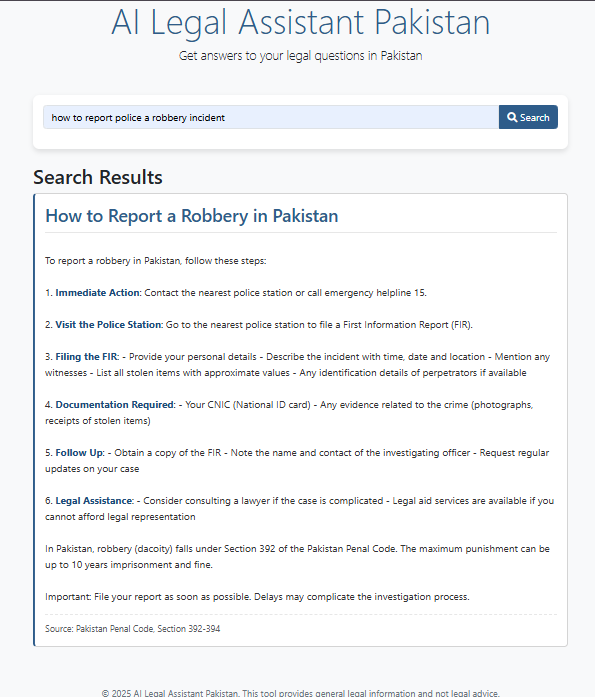 AI Legal Assistant Pakistan
Get answers to your legal questions in Pakistan
how to report police a robbery incident
Search
Search Results
How to Report a Robbery in Pakistan
To report a robbery in Pakistan, follow these steps:
1. Immediate Action: Contact the nearest police station or call emergency helpline 15.
2. Visit the Police Station: Go to the nearest police station to file a First Information Report (FIR).
3. Filing the FIR: - Provide your personal details - Describe the incident with time, date and location - Mention any
witnesses - List all stolen items with approximate values - Any identification details of perpetrators if available
4. Documentation Required: - Your CNIC (National ID card) - Any evidence related to the crime (photographs,
receipts of stolen items)
5. Follow Up: - Obtain a copy of the FIR - Note the name and contact of the investigating officer - Request regular
updates on your case
6. Legal Assistance: - Consider consulting a lawyer if the case is complicated - Legal aid services are available if you
cannot afford legal representation
In Pakistan, robbery (dacoity) falls under Section 392 of the Pakistan Penal Code. The maximum punishment can be
up to 10 years imprisonment and fine.
Important: File your report as soon as possible. Delays may complicate the investigation process.
Source: Pakistan Penal Code, Section 392-394
© 2025 AI Legal Assistant Pakistan. This tool provides general legal information and not legal advice.